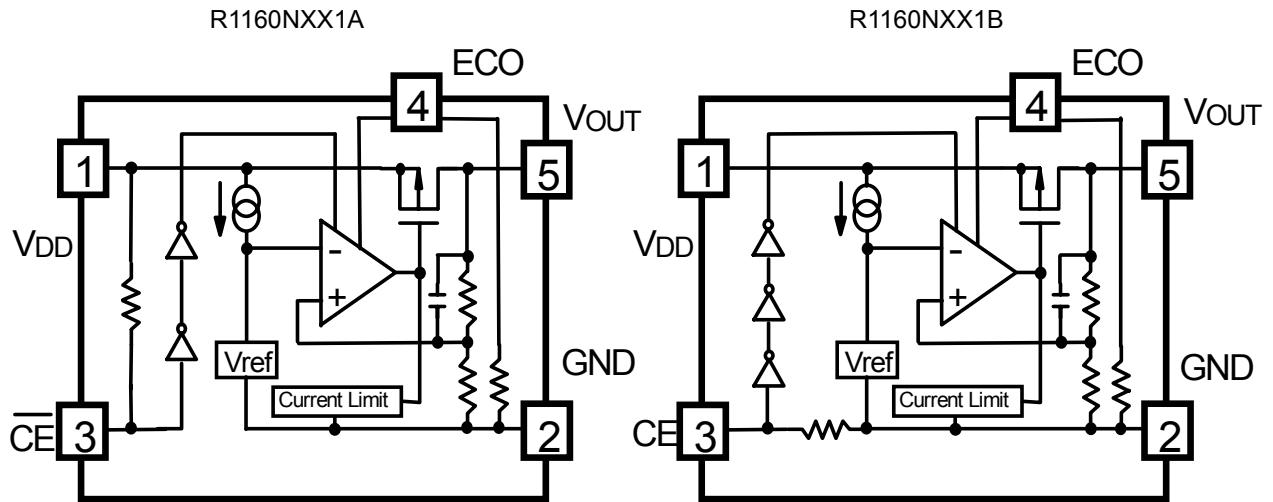 R1160NXX1A
ECO
4
VOUT
1
5
VDD
-
+
Vref
GND
Current Limit
C̅E̅
3
2
R1160NXX1B
ECO
4
VOUT
1
5
VDD
-
+
Vref
GND
Current Limit
CE
3
2